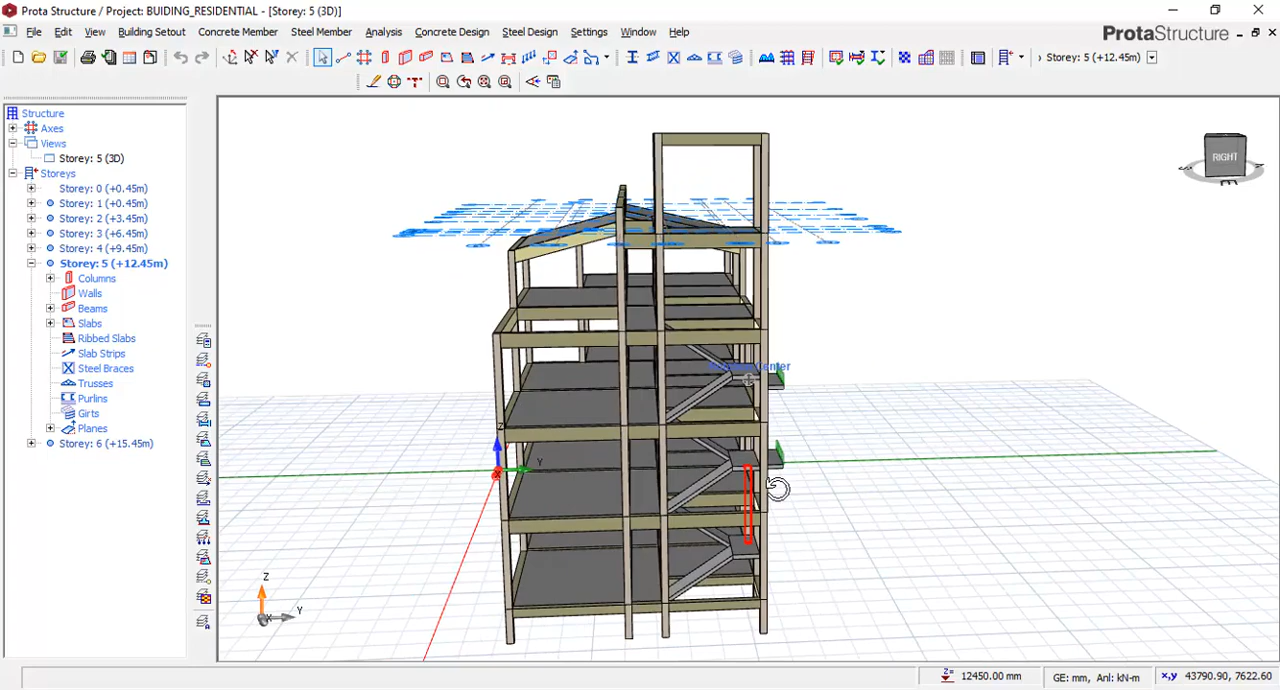 Prota Structure / Project: BUIDING_RESIDENTIAL - [Storey: 5 (3D)]
File Edit View Building Setout Concrete Member Steel Member Analysis Concrete Design Steel Design Settings Window Help
ProtaStructure
Storey: 5 (+12.45m)
Structure
Axes
Views
Storey: 5 (3D)
Storeys
Storey: 0 (+0.45m)
Storey: 1 (+0.45m)
Storey: 2 (+3.45m)
Storey: 3 (+6.45m)
Storey: 4 (+9.45m)
Storey: 5 (+12.45m)
Columns
Walls
Beams
Slabs
Ribbed Slabs
Slab Strips
Steel Braces
Trusses
Purlins
Girts
Planes
Storey: 6 (+15.45m)
RIGHT
Z
Y
X
Z
Y
X
Z= 12450.00 mm GE: mm, Anl: kN-m x,y 43790.90, 7622.60